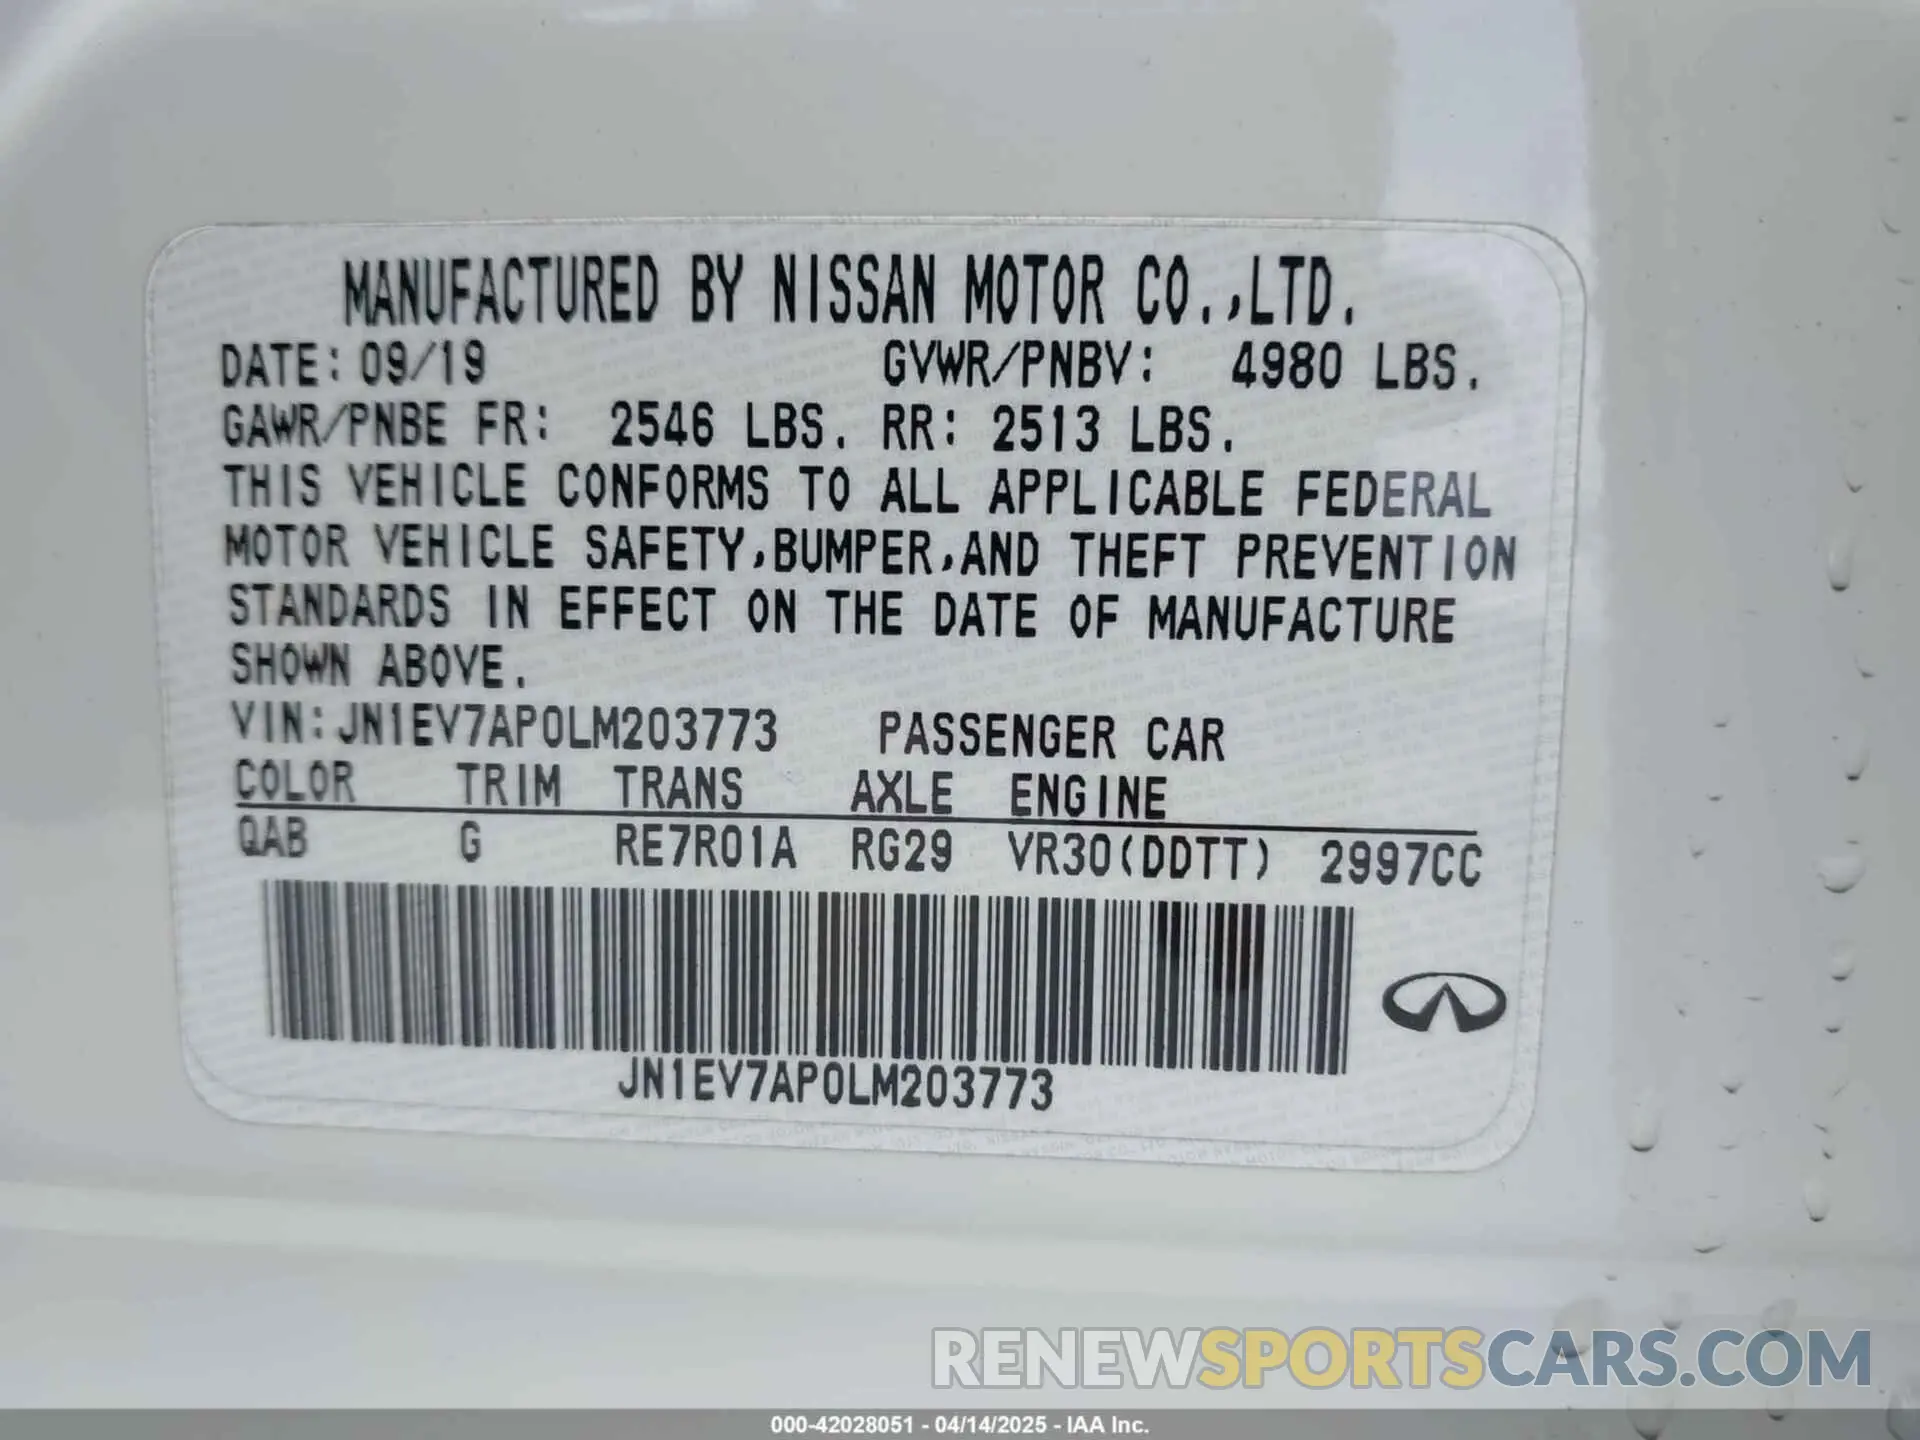 MANUFACTURED BY NISSAN MOTOR CO.,LTD.
DATE: 09/19 GVWR/PNBV: 4980 LBS.
GAWR/PNBE FR: 2546 LBS. RR: 2513 LBS.
THIS VEHICLE CONFORMS TO ALL APPLICABLE FEDERAL
MOTOR VEHICLE SAFETY,BUMPER,AND THEFT PREVENTION
STANDARDS IN EFFECT ON THE DATE OF MANUFACTURE
SHOWN ABOVE.
VIN:JN1EV7AP0LM203773 PASSENGER CAR
COLOR TRIM TRANS AXLE ENGINE
QAB G RE7R01A RG29 VR30(DDTT) 2997CC
JN1EV7AP0LM203773
RENEWSPORTSCARS.COM
000-42028051 - 04/14/2025 - IAA Inc.